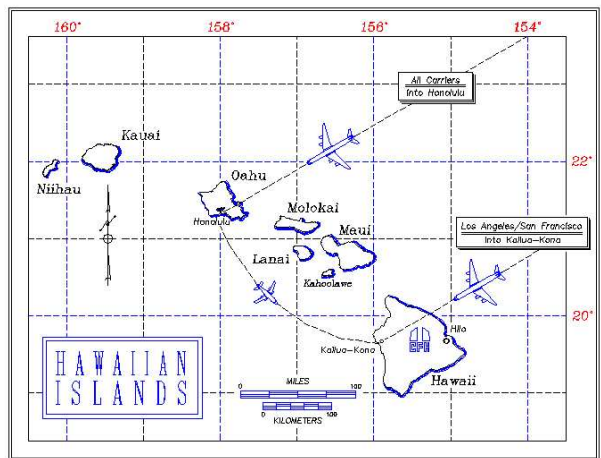 160°
158°
156°
154°
All Carriers
Into Honolulu
Kauai
22°
Niihau
Oahu
Honolulu
Molokai
Maui
Los Angeles/San Francisco
Into Kailua-Kona
Lanai
Kahoolawe
20°
Hilo
Kailua-Kona
Hawaii
HAWAIIAN
ISLANDS
MILES
0
100
0
100
KILOMETERS